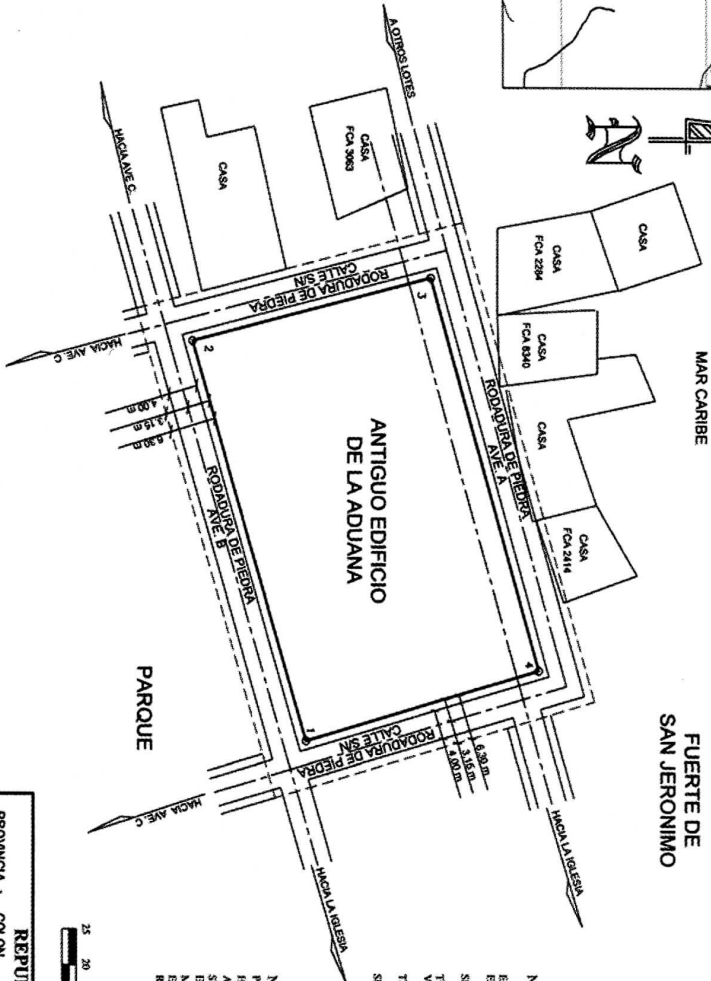 MAR CARIBE
FUERTE DE
SAN JERONIMO
A OTROS LOTES
CASA
FCA 3063
CASA
HACIA AVE C.
CASA
CASA
FCA 2284
CASA
FCA 8340
CASA
CASA
FCA 2414
RODADURA DE PIEDRA
CALLE S/N
3
2
HACIA AVE. C
RODADURA DE PIEDRA
AVE. A
ANTIGUO EDIFICIO
DE LA ADUANA
4.00 m
3.15 m
6.30 m
RODADURA DE PIEDRA
AVE. B
4
1
RODADURA DE PIEDRA
CALLE S/N
6.30 m
3.15 m
4.00 m
HACIA LA IGLESIA
HACIA LA IGLESIA
HACIA AVE. C
PARQUE
25 20
PROVINCIA : COLON